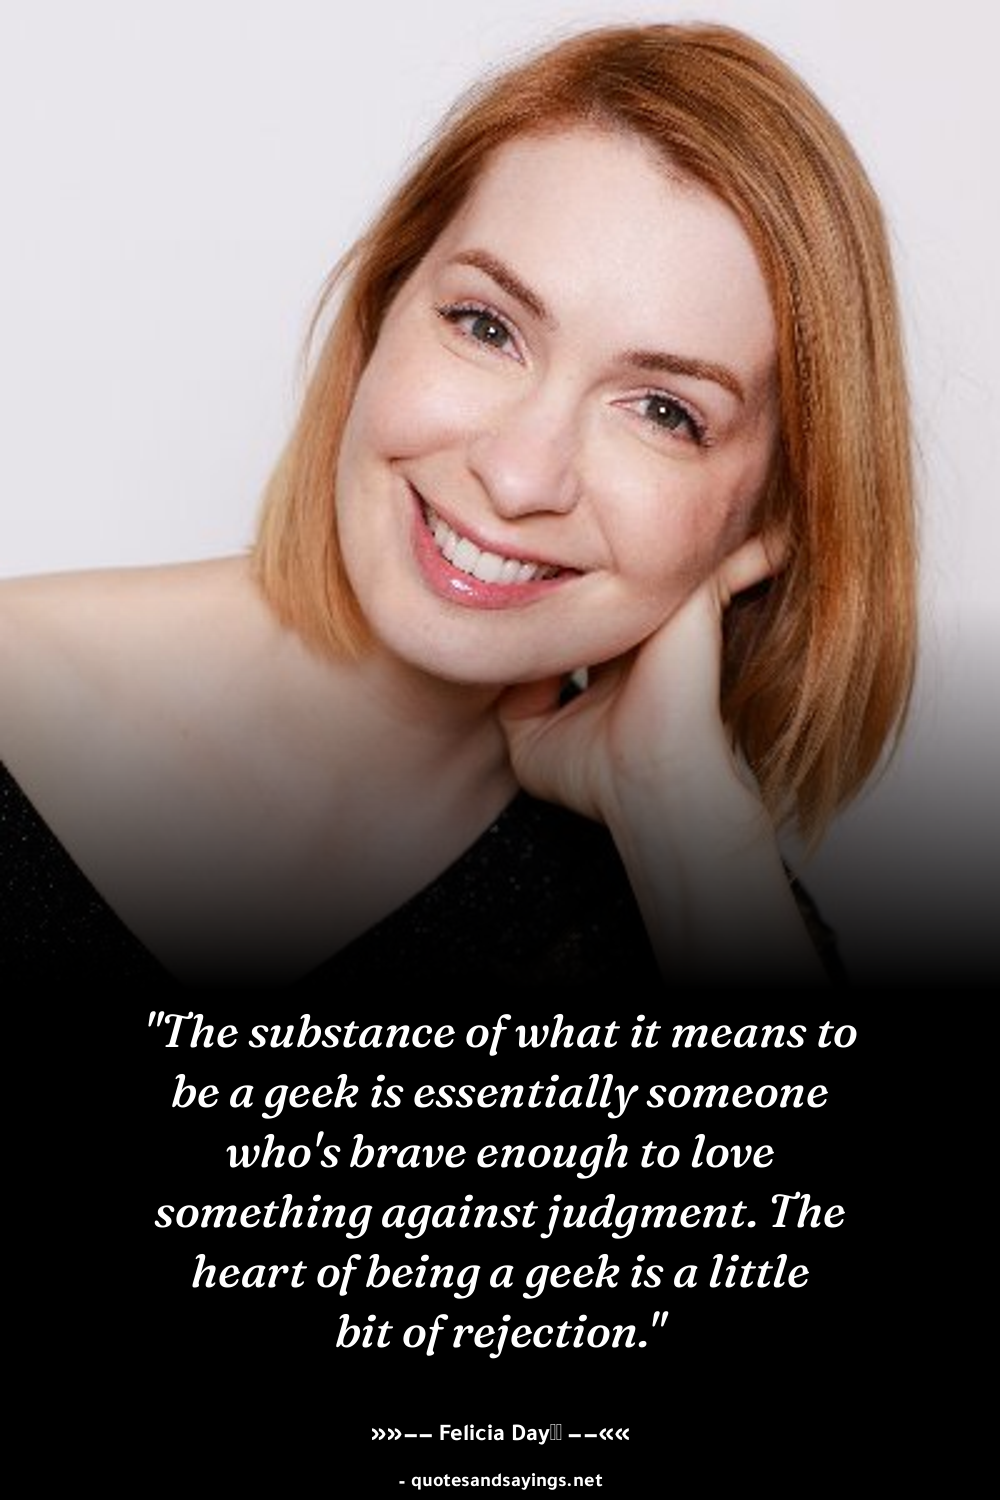 "The substance of what it means to
be a geek is essentially someone
who's brave enough to love
something against judgment. The
heart of being a geek is a little
bit of rejection."
»»−− Felicia Day −−««
- quotesandsayings.net